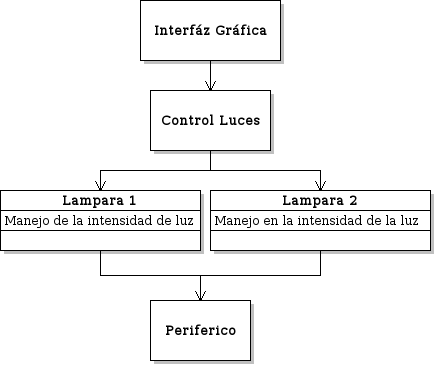 Interfáz Gráfica
Control Luces
Lampara 1
Manejo de la intensidad de luz
Lampara 2
Manejo en la intensidad de la luz
Periferico